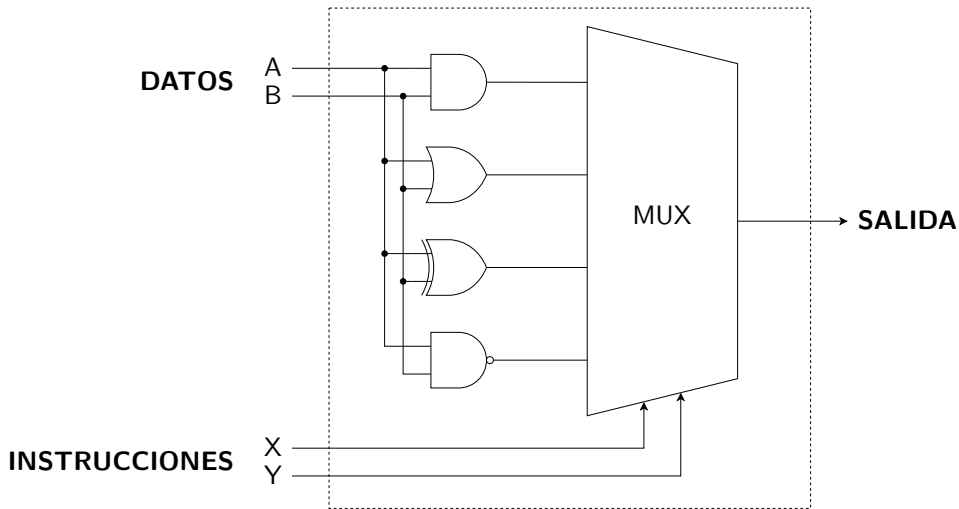 DATOS A
B
MUX
SALIDA
INSTRUCCIONES X
Y